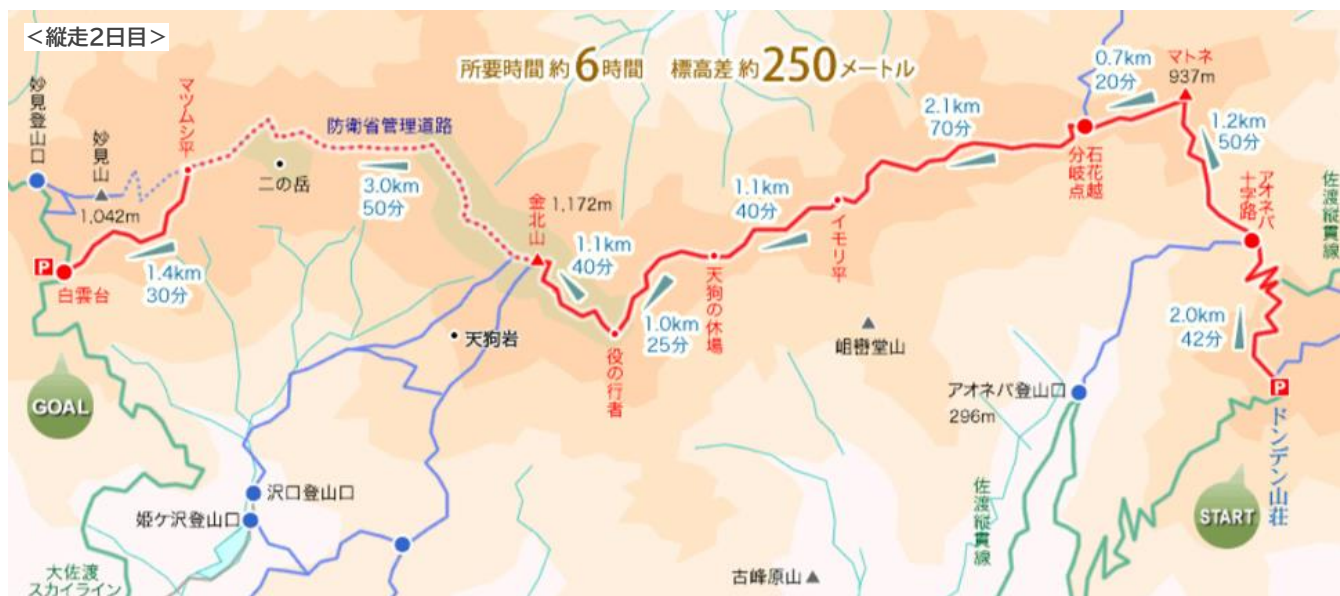 <縦走2日目>
所要時間 約6時間 標高差 約250メートル
妙見登山口
妙見山
1,042m
マツムシ平
二の岳
防衛省管理道路
3.0km
50分
1.4km
30分
P
白雲台
GOAL
金北山
1,172m
1.1km
40分
天狗岩
役の行者
1.0km
25分
天狗の休場
1.1km
40分
イモリ平
2.1km
70分
石花越
分岐点
0.7km
20分
マトネ
937m
1.2km
50分
アオネバ
十字路
佐渡縦貫線
2.0km
42分
P
ドンデン山荘
START
アオネバ登山口
296m
佐渡縦貫線
古峰原山
沢口登山口
姫ケ沢登山口
大佐渡
スカイライン